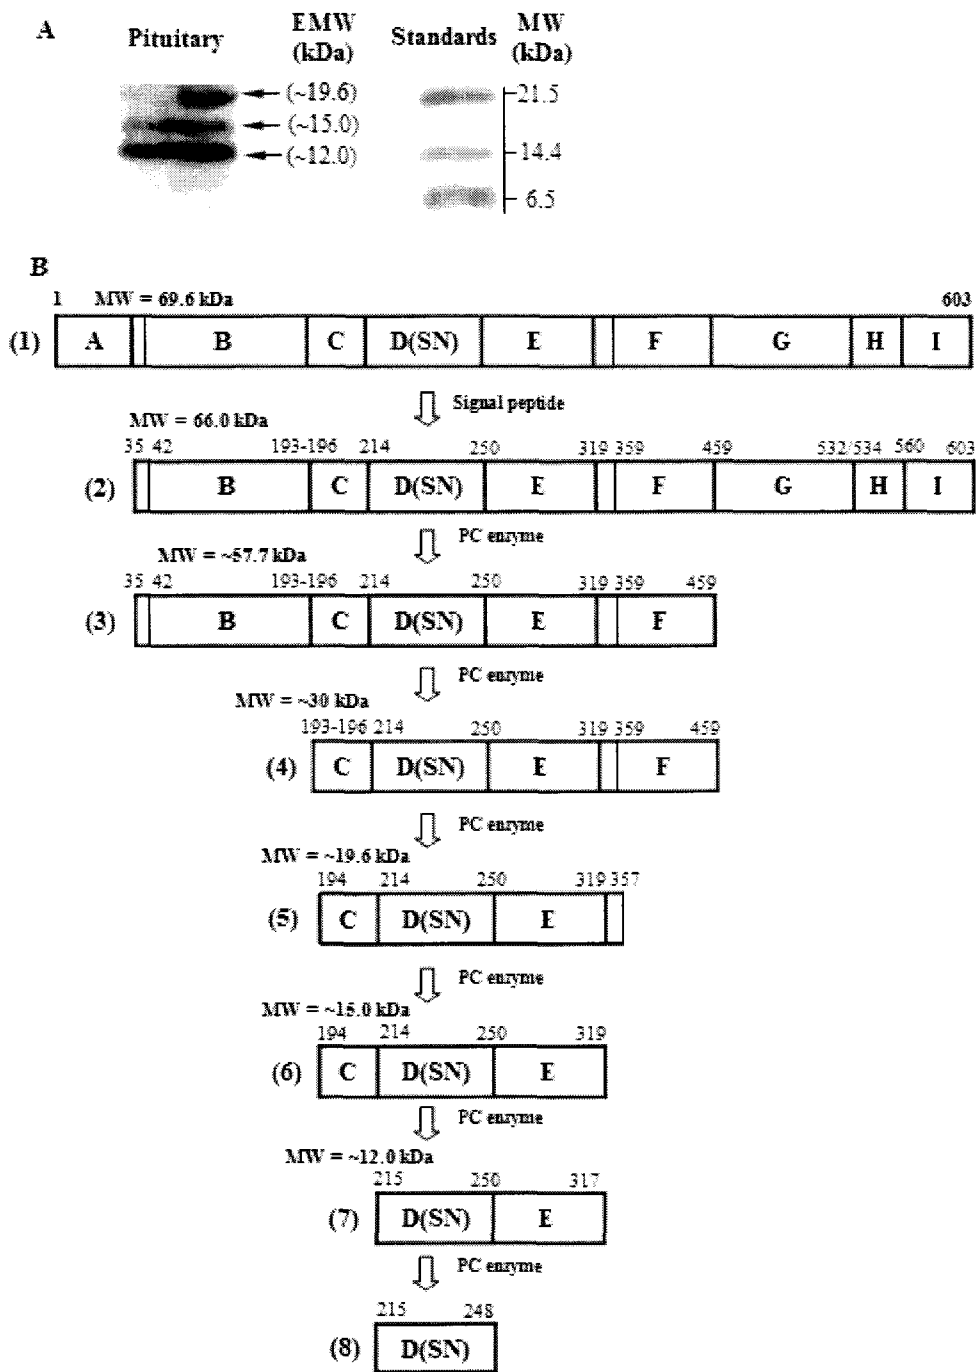 A
Pituitary EMW (kDa) Standards MW (kDa)
(~19.6) 21.5
(~15.0) 14.4
(~12.0) 6.5
B
1 MW = 69.6 kDa 603
(1) A B C D(SN) E F G H I
Signal peptide
MW = 66.0 kDa
35 42 193-196 214 250 319 359 459 532/534 560 603
(2) B C D(SN) E F G H I
PC enzyme
MW = ~57.7 kDa
35 42 193-196 214 250 319 359 459
(3) B C D(SN) E F
PC enzyme
MW = ~30 kDa
193-196 214 250 319 359 459
(4) C D(SN) E F
PC enzyme
MW = ~19.6 kDa
194 214 250 319 357
(5) C D(SN) E
PC enzyme
MW = ~15.0 kDa
194 214 250 319
(6) C D(SN) E
PC enzyme
MW = ~12.0 kDa
215 250 317
(7) D(SN) E
PC enzyme
215 248
(8) D(SN)